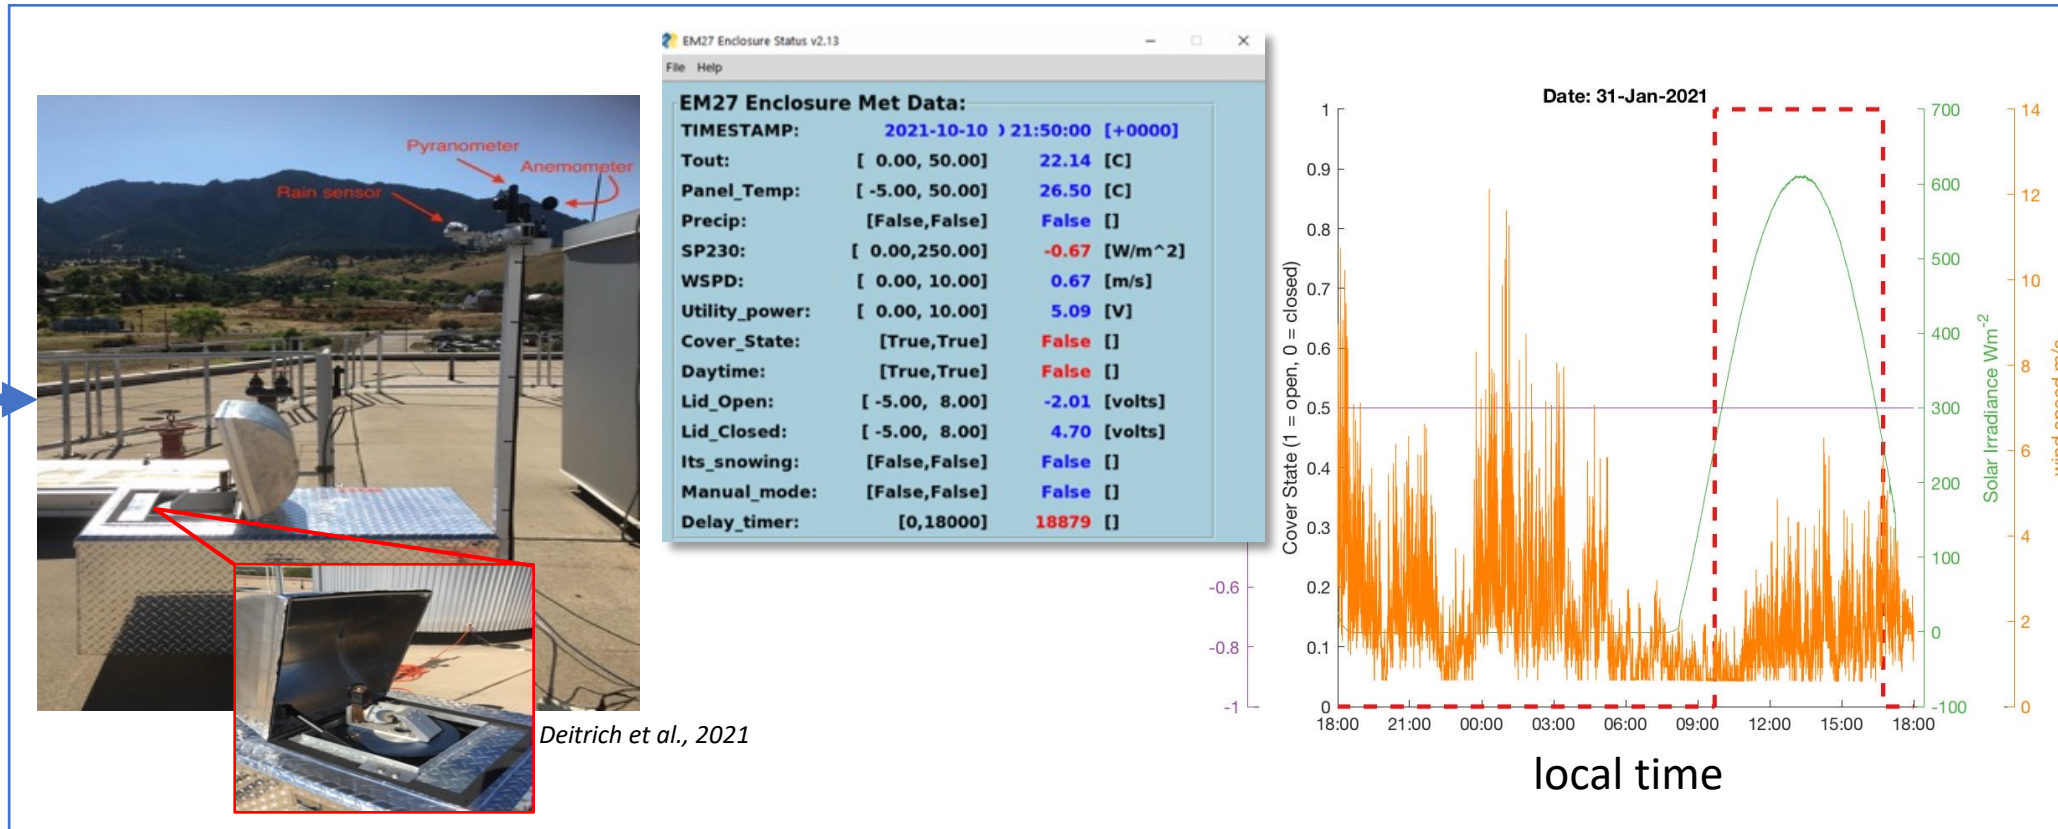 Pyranometer
Anemometer
Rain sensor
Deitrich et al., 2021
EM27 Enclosure Status v2.13
File Help
EM27 Enclosure Met Data:
TIMESTAMP: 2021-10-10 21:50:00 [+0000]
Tout: [ 0.00, 50.00] 22.14 [C]
Panel_Temp: [ -5.00, 50.00] 26.50 [C]
Precip: [False,False] False []
SP230: [ 0.00,250.00] -0.67 [W/m^2]
WSPD: [ 0.00, 10.00] 0.67 [m/s]
Utility_power: [ 0.00, 10.00] 5.09 [V]
Cover_State: [True,True] False []
Daytime: [True,True] False []
Lid_Open: [ -5.00, 8.00] -2.01 [volts]
Lid_Closed: [ -5.00, 8.00] 4.70 [volts]
Its_snowing: [False,False] False []
Manual_mode: [False,False] False []
Delay_timer: [0,18000] 18879 []
-0.6
-0.8
-1
Date: 31-Jan-2021
Cover State (1 = open, 0 = closed)
1
0.9
0.8
0.7
0.6
0.5
0.4
0.3
0.2
0.1
0
18:00 21:00 00:00 03:00 06:00 09:00 12:00 15:00 18:00
local time
700
600
500
400
300
200
100
0
-100
Solar Irradiance Wm-2
14
12
10
8
6
4
2
0